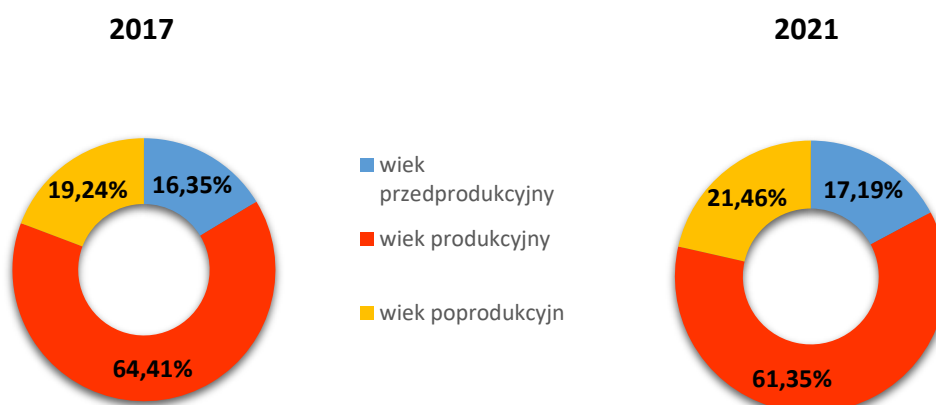 2017
2021
19,24%
16,35%
64,41%
wiek
przedprodukcyjny
wiek produkcyjny
wiek poprodukcyjn
21,46%
17,19%
61,35%